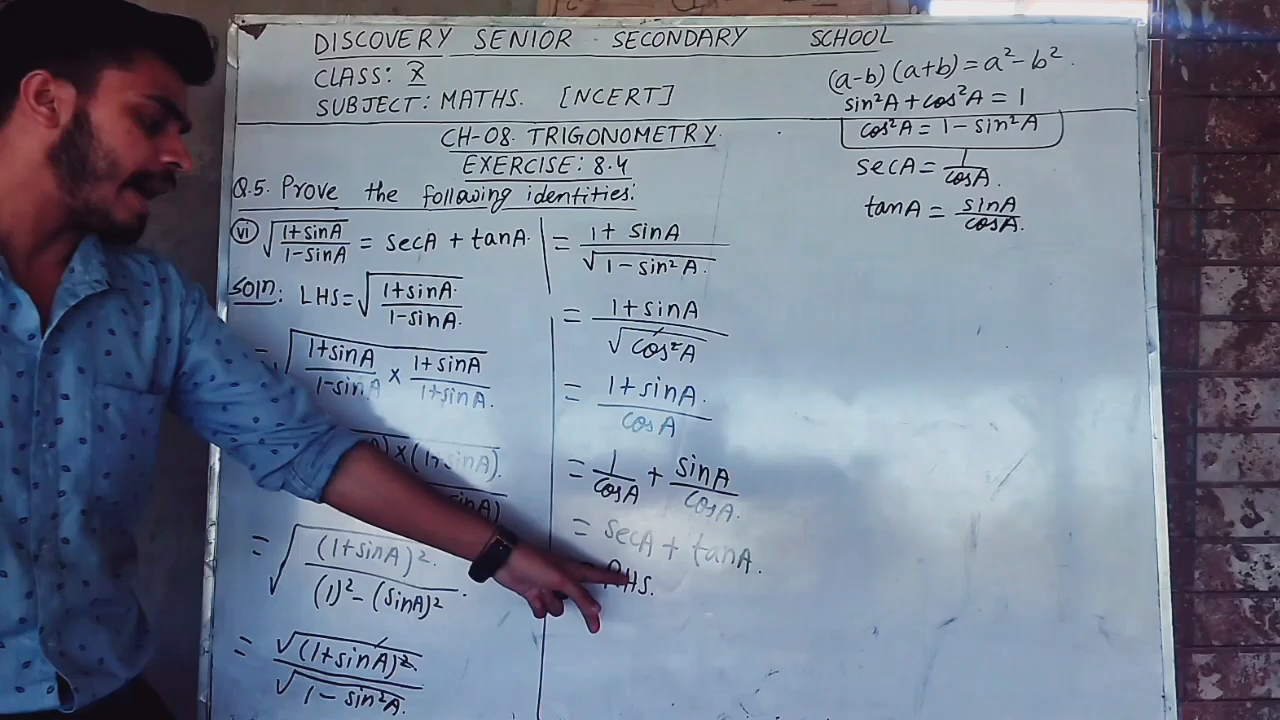 DISCOVERY SENIOR SECONDARY SCHOOL
CLASS: X
SUBJECT: MATHS. [NCERT]
(a-b)(a+b) = a²-b².
sin²A + cos²A = 1
cos²A = 1 - sin²A
secA = 1/cosA.
tanA = sinA/cosA.
CH-08. TRIGONOMETRY.
EXERCISE: 8.4
Q.5. Prove the following identities:
(vi) √((1+sinA)/(1-sinA)) = secA + tanA.
Soln: LHS = √((1+sinA)/(1-sinA))
= √((1+sinA)/(1-sinA) × (1+sinA)/(1+sinA))
× (1+sinA).
sinA)
= √((1+sinA)²/((1)² - (sinA)²)).
= √(1+sinA)²/√(1-sin²A).
= (1+ sinA)/√(1-sin²A).
= (1+sinA)/√(cos²A)
= (1+sinA)/cosA
= 1/cosA + sinA/cosA.
= secA + tanA.
= RHS.